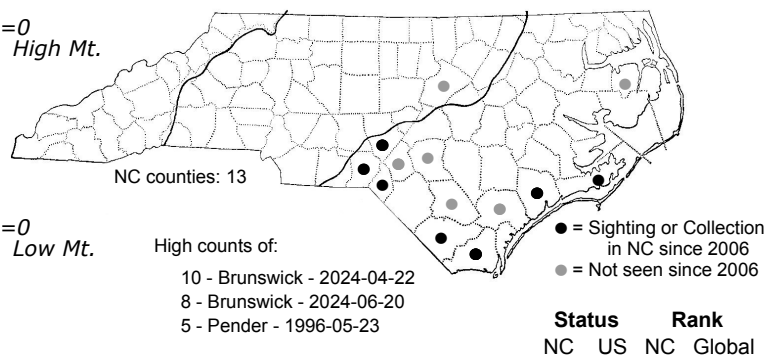 =0
High Mt.
NC counties: 13
=0
Low Mt.
High counts of:
10 - Brunswick - 2024-04-22
8 - Brunswick - 2024-06-20
5 - Pender - 1996-05-23
= Sighting or Collection
in NC since 2006
= Not seen since 2006
Status Rank
NC US NC Global